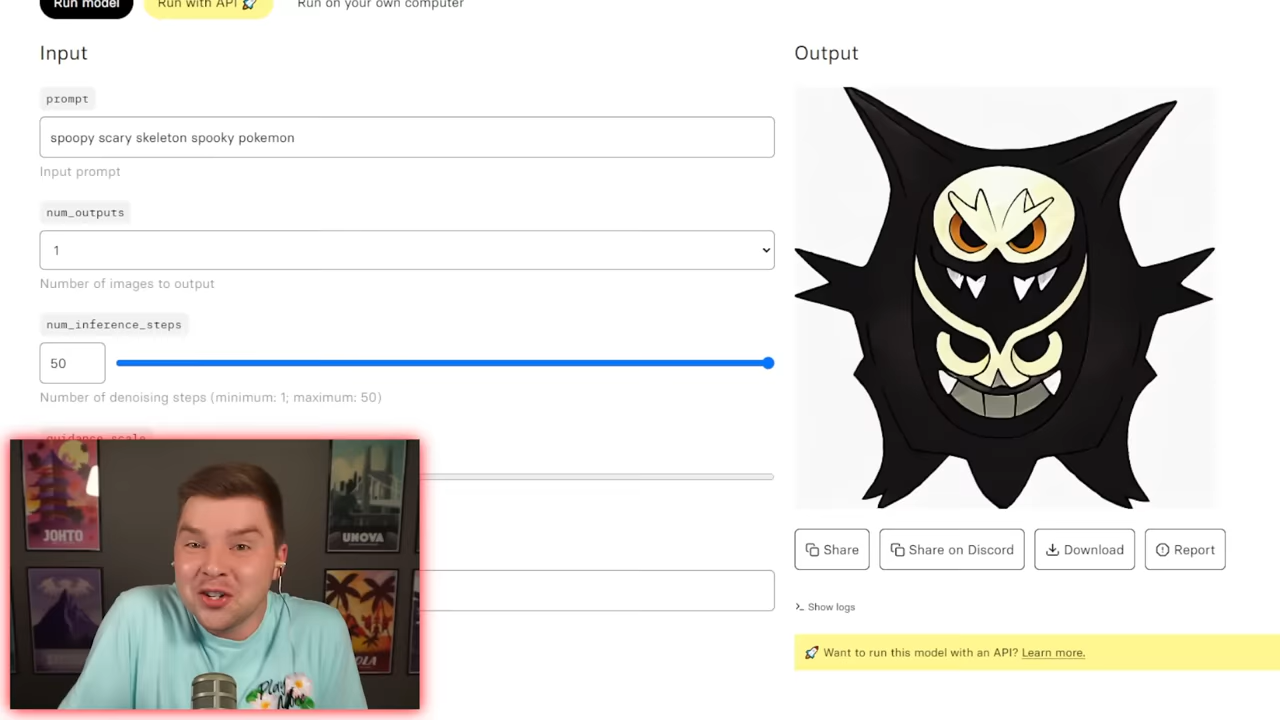 Run model
Run with API 🚀
Run on your own computer
Input
Output
prompt
spoopy scary skeleton spooky pokemon
Input prompt
num_outputs
1
Number of images to output
num_inference_steps
50
Number of denoising steps (minimum: 1; maximum: 50)
guidance_scale
JOHTO
UNOVA
Play
Share
Share on Discord
Download
Report
>_ Show logs
🚀 Want to run this model with an API? Learn more.